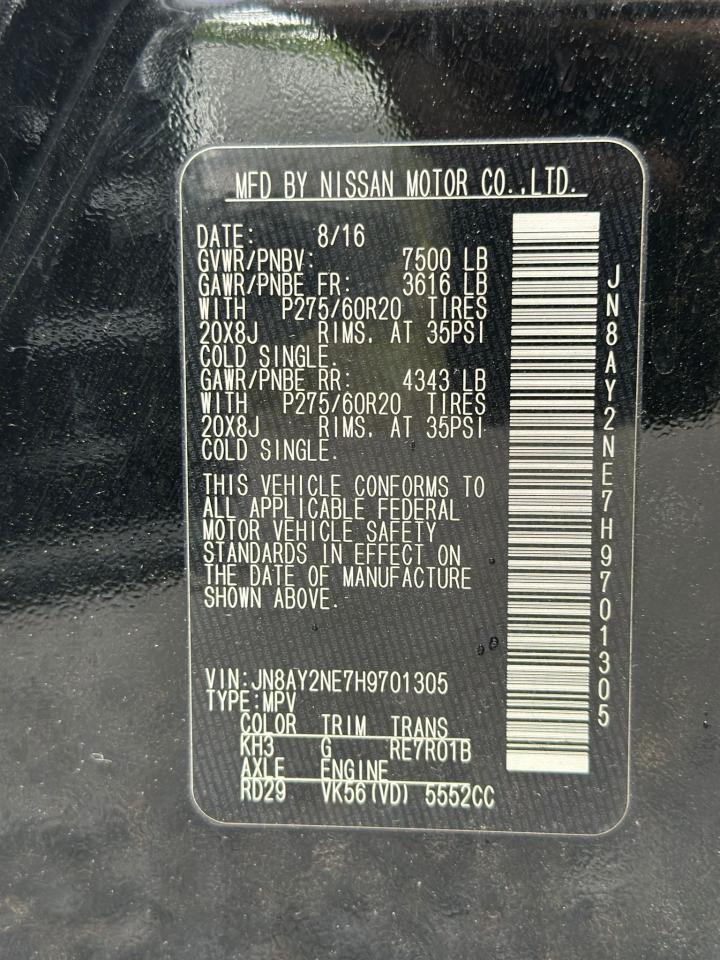 MFD BY NISSAN MOTOR CO.,LTD.
DATE: 8/16
GVWR/PNBV: 7500 LB
GAWR/PNBE FR: 3616 LB
WITH P275/60R20 TIRES
20X8J RIMS. AT 35PSI
COLD SINGLE.
GAWR/PNBE RR: 4343 LB
WITH P275/60R20 TIRES
20X8J RIMS. AT 35PSI
COLD SINGLE.
THIS VEHICLE CONFORMS TO
ALL APPLICABLE FEDERAL
MOTOR VEHICLE SAFETY
STANDARDS IN EFFECT ON
THE DATE OF MANUFACTURE
SHOWN ABOVE.
VIN:JN8AY2NE7H9701305
TYPE:MPV
COLOR TRIM TRANS
KH3 G RE7R01B
AXLE ENGINE
RD29 VK56(VD) 5552CC
JN8AY2NE7H9701305